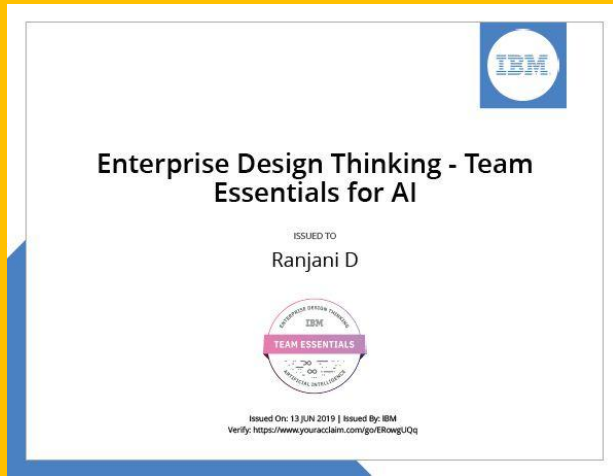 IBM
Enterprise Design Thinking - Team
Essentials for AI
ISSUED TO
Ranjani D
ENTERPRISE DESIGN THINKING
IBM
TEAM ESSENTIALS
ARTIFICIAL INTELLIGENCE
Issued On: 13 JUN 2019 | Issued By: IBM
Verify: https://www.youracclaim.com/go/ERowgUQq